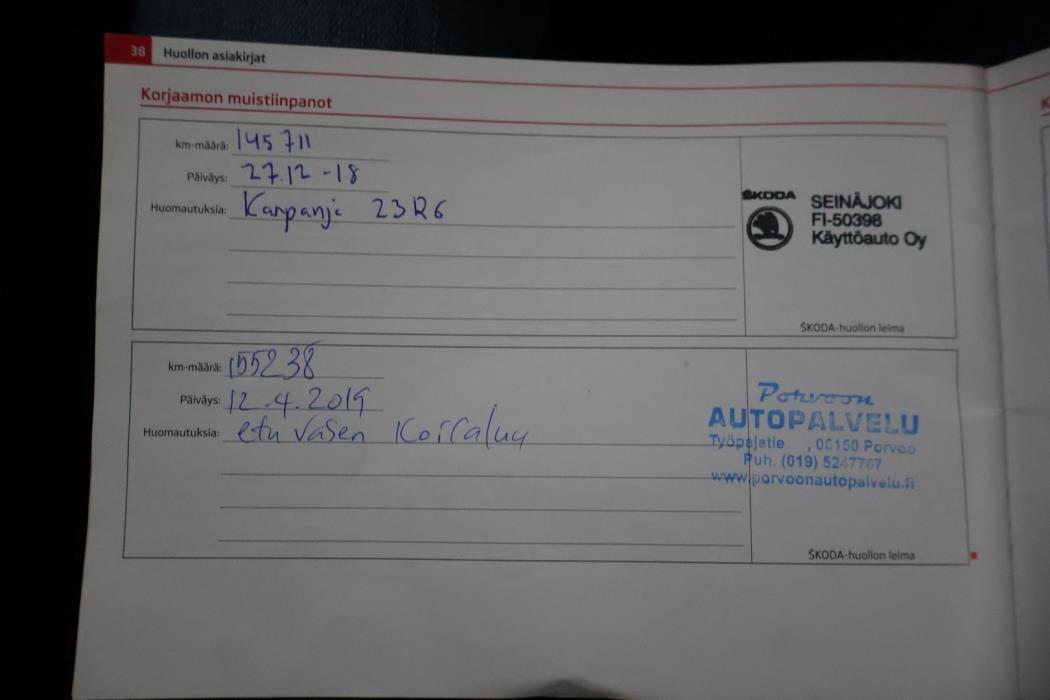 38 Huollon asiakirjat
Korjaamon muistiinpanot
km-määrä: 145 711
Päiväys: 27.12 -18
Huomautuksia: Kampanja 23R6
ŠKODA
SEINÄJOKI
FI-50398
Käyttöauto Oy
ŠKODA-huollon leima
km-määrä: 155238
Päiväys: 12.4.2019
Huomautuksia: etu vasen
Porvoon
AUTOPALVELU
Työpajatie , 06150 Porvoo
Puh. (019) 5247767
www.porvoonautopalvelu.fi
ŠKODA-huollon leima